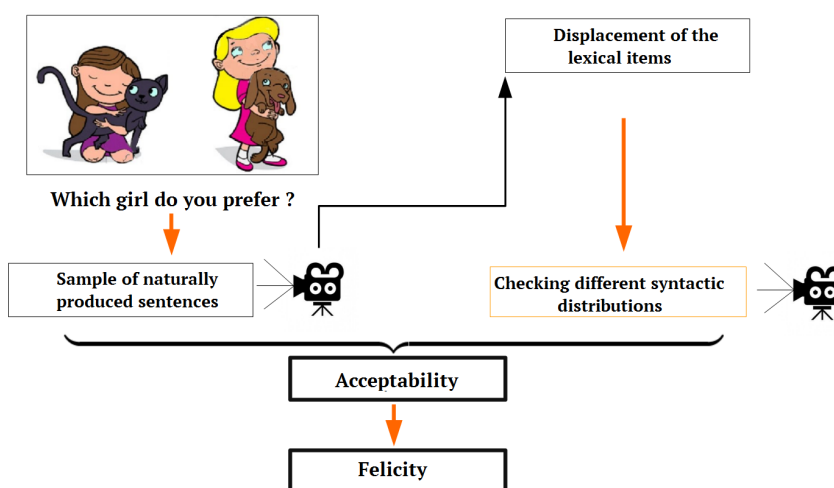 Displacement of the
lexical items
Which girl do you prefer ?
Sample of naturally
produced sentences
Checking different syntactic
distributions
Acceptability
Felicity